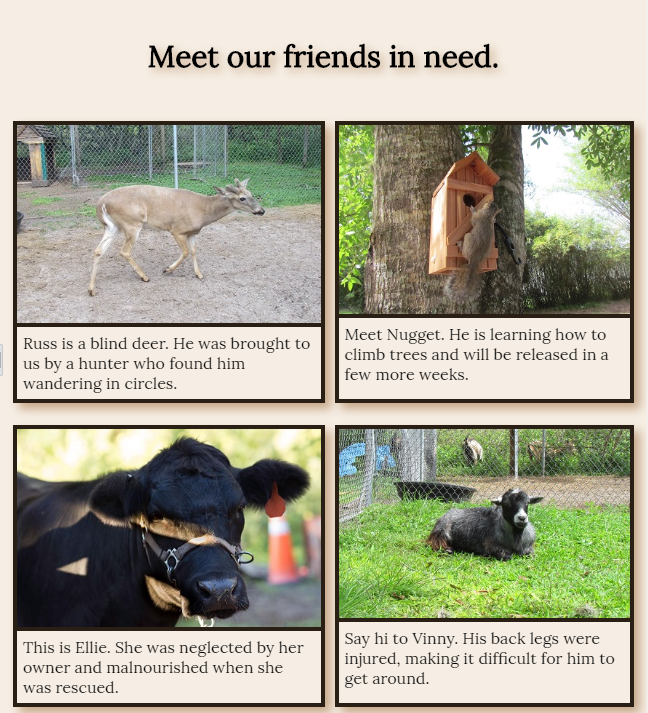 Meet our friends in need.
Russ is a blind deer. He was brought to
us by a hunter who found him
wandering in circles.
Meet Nugget. He is learning how to
climb trees and will be released in a
few more weeks.
This is Ellie. She was neglected by her
owner and malnourished when she
was rescued.
Say hi to Vinny. His back legs were
injured, making it difficult for him to
get around.